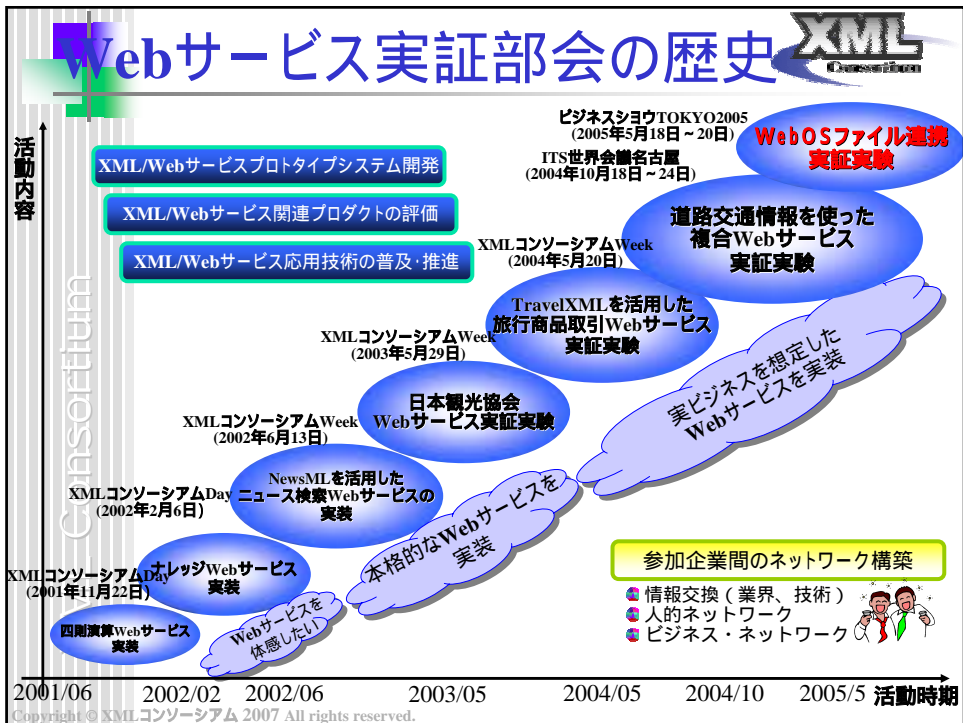 Webサービス実証部会の歴史
XML
Consortium
活動内容
XML/Webサービスプロトタイプシステム開発
XML/Webサービス関連プロダクトの評価
XML/Webサービス応用技術の普及・推進
ビジネスショウTOKYO2005
(2005年5月18日～20日)
WebOSファイル連携
実証実験
ITS世界会議名古屋
(2004年10月18日～24日)
道路交通情報を使った
複合Webサービス
実証実験
XMLコンソーシアムWeek
(2004年5月20日)
TravelXMLを活用した
旅行商品取引Webサービス
実証実験
XMLコンソーシアムWeek
(2003年5月29日)
日本観光協会
Webサービス実証実験
XMLコンソーシアムWeek
(2002年6月13日)
NewsMLを活用した
ニュース検索Webサービスの
実装
XMLコンソーシアムDay
(2002年2月6日)
ナレッジWebサービス
実装
XMLコンソーシアムDay
(2001年11月22日)
四則演算Webサービス
実装
Webサービスを
体感したい
本格的なWebサービスを
実装
実ビジネスを想定した
Webサービスを実装
参加企業間のネットワーク構築
情報交換（業界、技術）
人的ネットワーク
ビジネス・ネットワーク
2001/06
2002/02
2002/06
2003/05
2004/05
2004/10
2005/5
活動時期
XML Consortium
Copyright © XMLコンソーシアム 2007 All rights reserved.